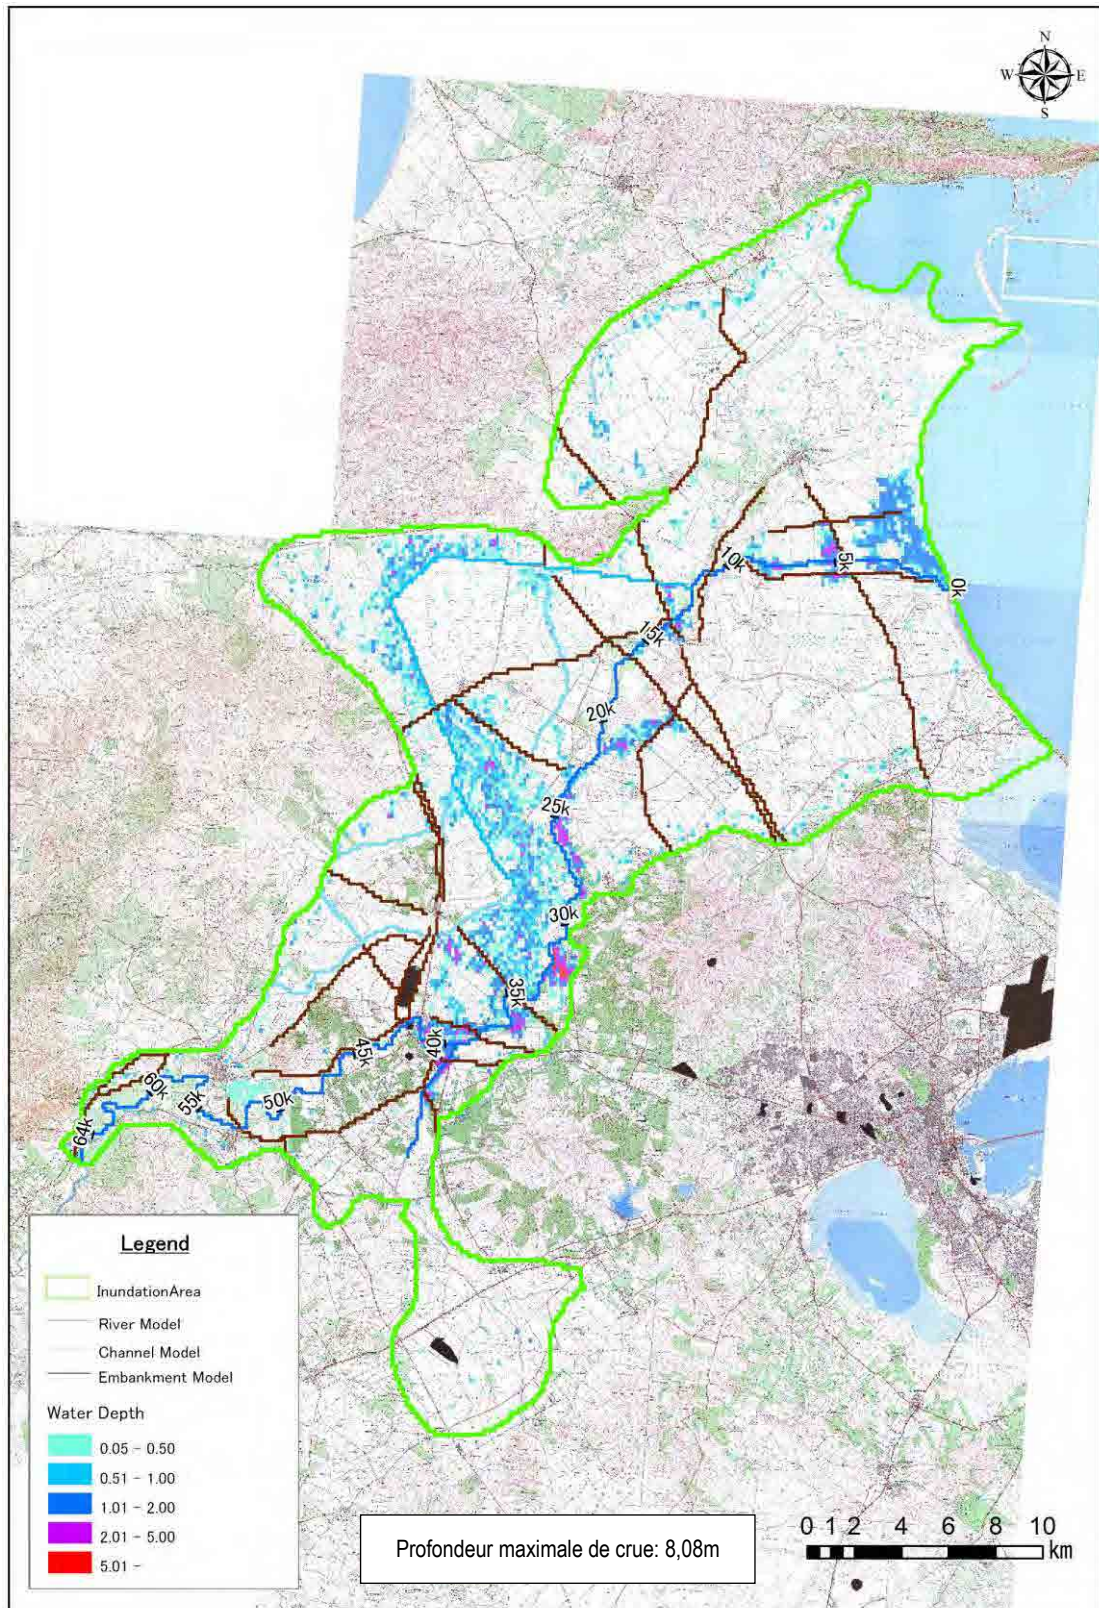 N
W E
S
10k
5k
0k
15k
20k
25k
30k
35k
40k
45k
60k
55k
50k
64k
Legend
InundationArea
River Model
Channel Model
Embankment Model
Water Depth
0.05 - 0.50
0.51 - 1.00
1.01 - 2.00
2.01 - 5.00
5.01 -
Profondeur maximale de crue: 8,08m
0 1 2 4 6 8 10
km